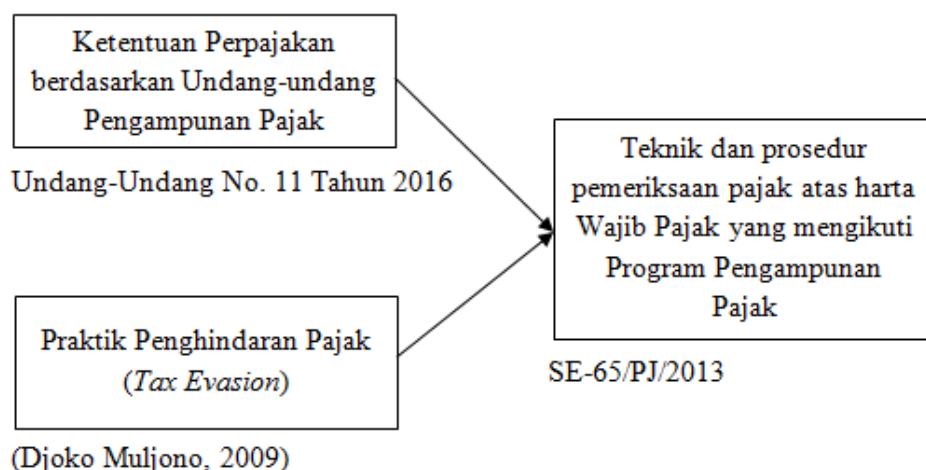 Ketentuan Perpajakan
berdasarkan Undang-undang
Pengampunan Pajak
Undang-Undang No. 11 Tahun 2016
Teknik dan prosedur
pemeriksaan pajak atas harta
Wajib Pajak yang mengikuti
Program Pengampunan
Pajak
SE-65/PJ/2013
Praktik Penghindaran Pajak
(Tax Evasion)
(Djoko Muljono, 2009)